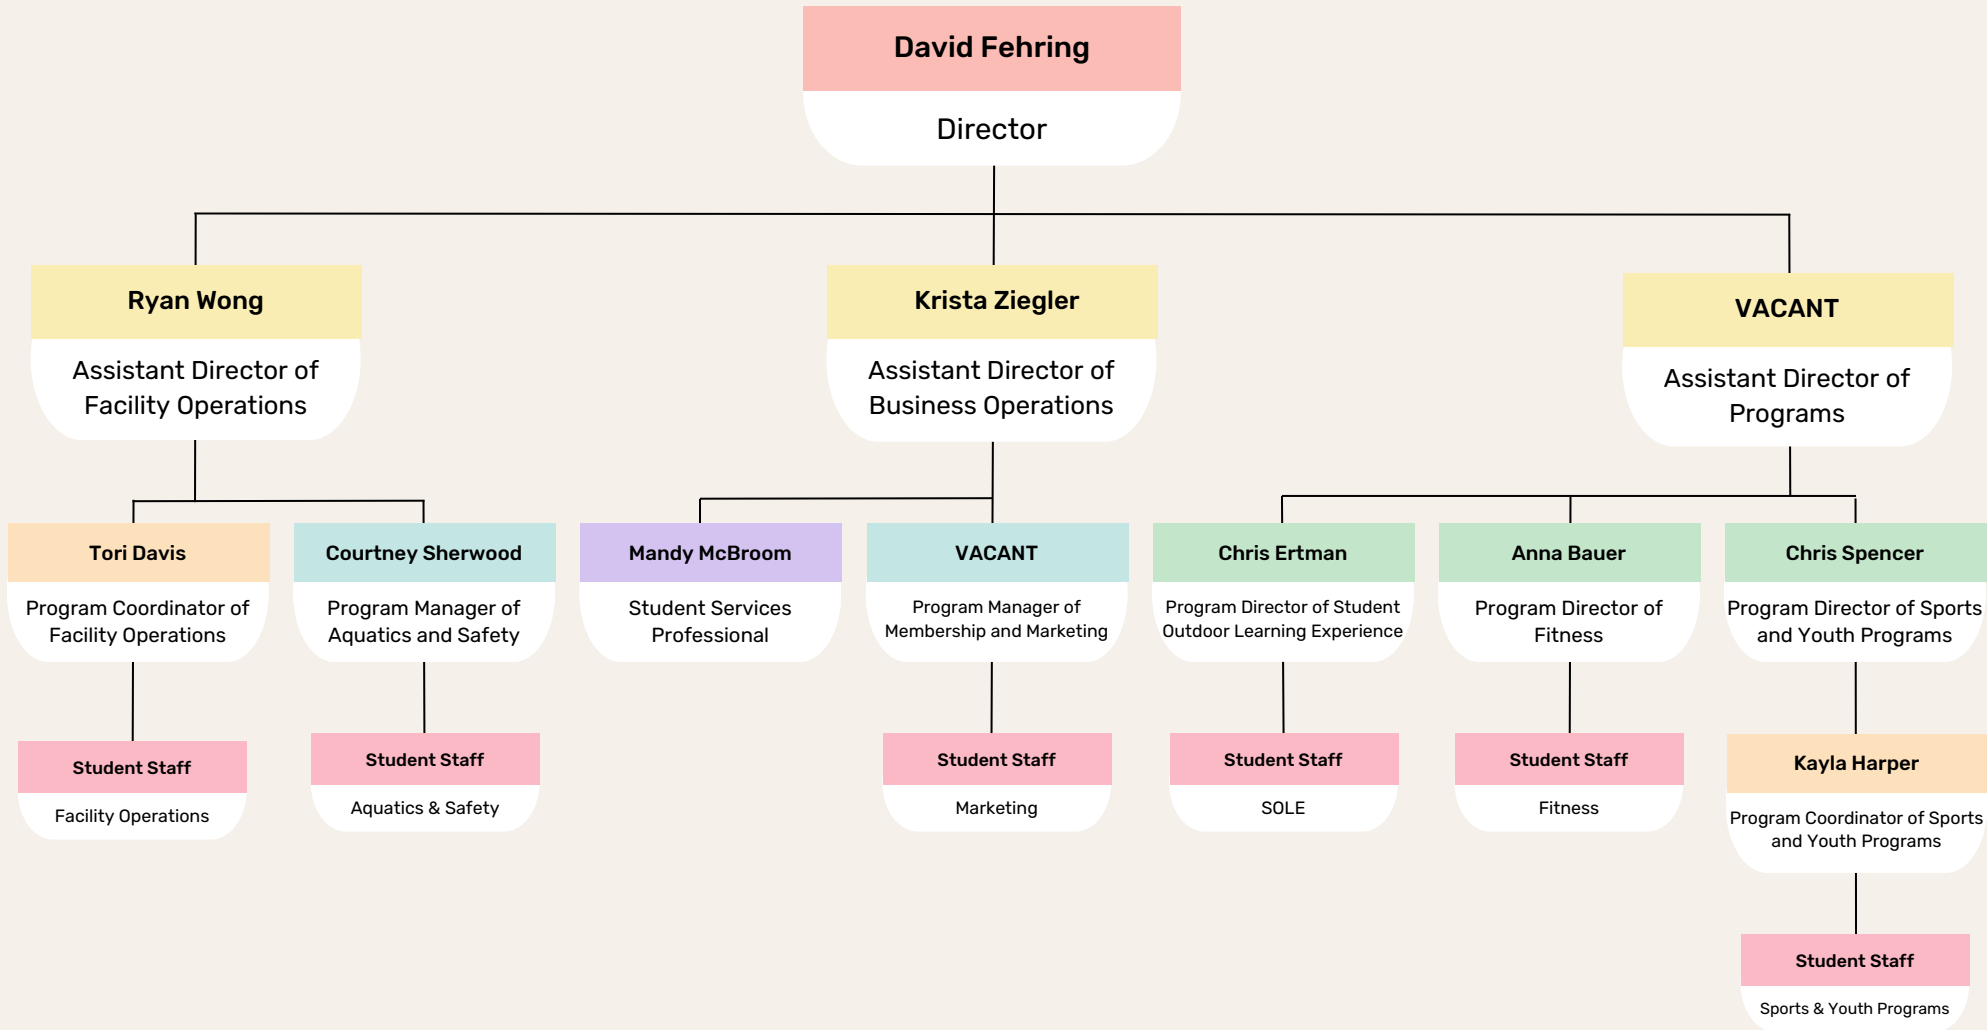 David Fehring
Director
Ryan Wong
Assistant Director of
Facility Operations
Krista Ziegler
Assistant Director of
Business Operations
VACANT
Assistant Director of
Programs
Tori Davis
Program Coordinator of
Facility Operations
Courtney Sherwood
Program Manager of
Aquatics and Safety
Mandy McBroom
Student Services
Professional
VACANT
Program Manager of
Membership and Marketing
Chris Ertman
Program Director of Student
Outdoor Learning Experience
Anna Bauer
Program Director of
Fitness
Chris Spencer
Program Director of Sports
and Youth Programs
Student Staff
Facility Operations
Student Staff
Aquatics & Safety
Student Staff
Marketing
Student Staff
SOLE
Student Staff
Fitness
Kayla Harper
Program Coordinator of Sports
and Youth Programs
Student Staff
Sports & Youth Programs